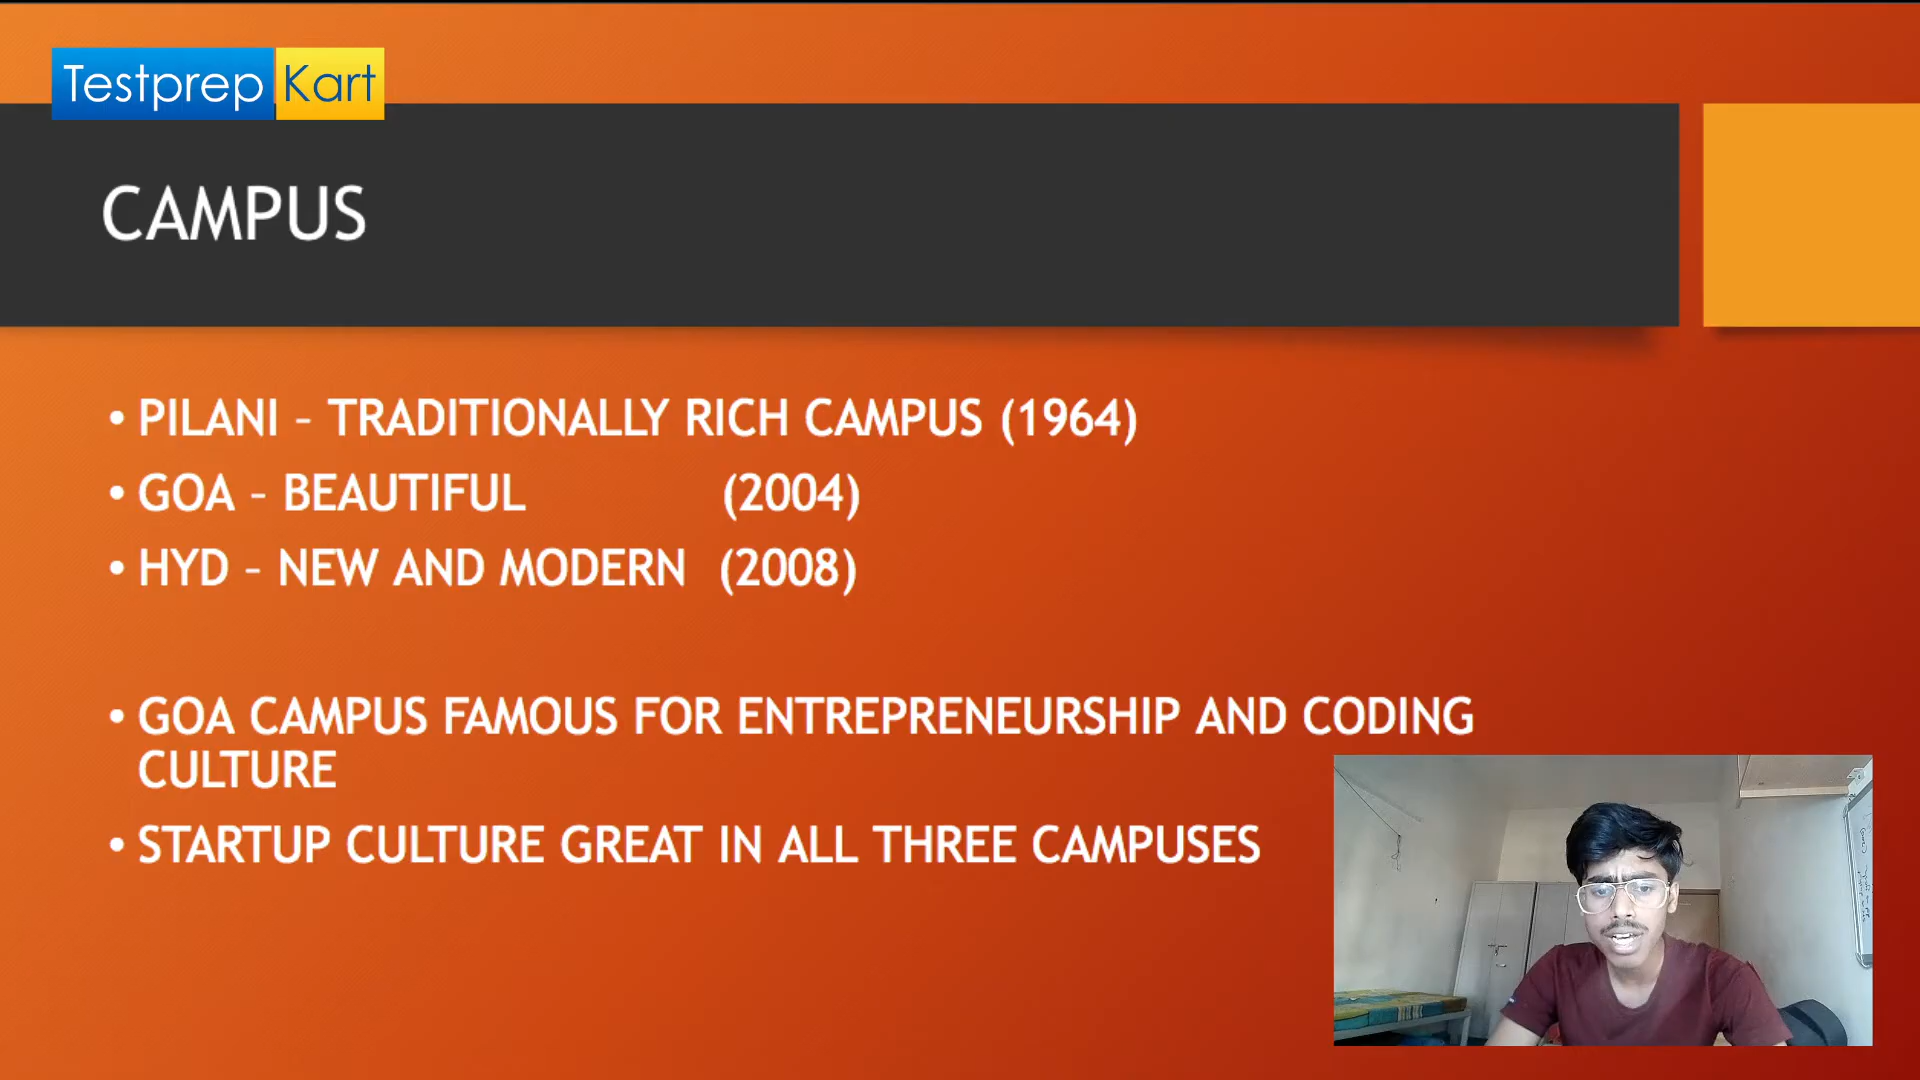 Testprep Kart
CAMPUS
• PILANI – TRADITIONALLY RICH CAMPUS (1964)
• GOA – BEAUTIFUL (2004)
• HYD – NEW AND MODERN (2008)
• GOA CAMPUS FAMOUS FOR ENTREPRENEURSHIP AND CODING
CULTURE
• STARTUP CULTURE GREAT IN ALL THREE CAMPUSES